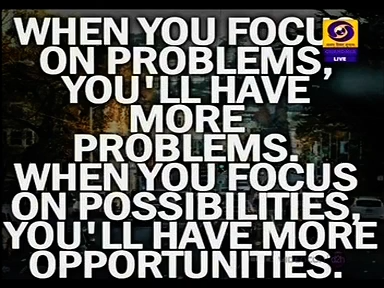 WHEN YOU FOCU
ON PROBLEMS,
YOU'LL HAVE
MORE
PROBLEMS.
WHEN YOU FOCUS
ON POSSIBILITIES,
YOU'LL HAVE MORE
OPPORTUNITIES.
LIVE